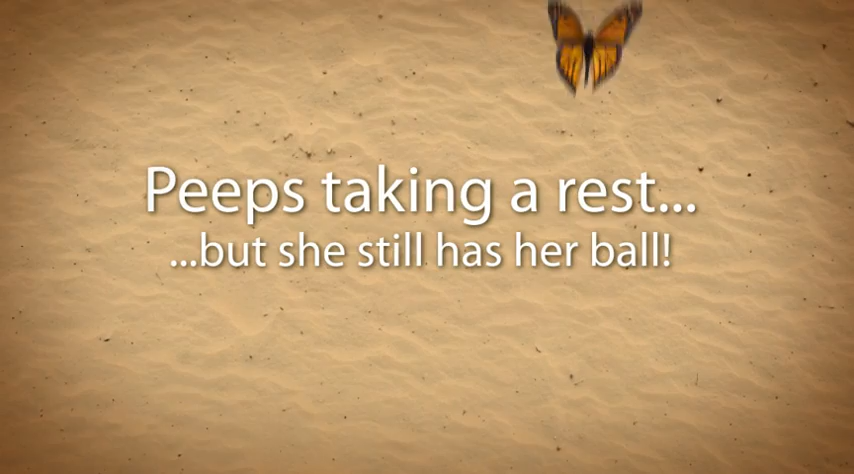 Peeps taking a rest...
...but she still has her ball!